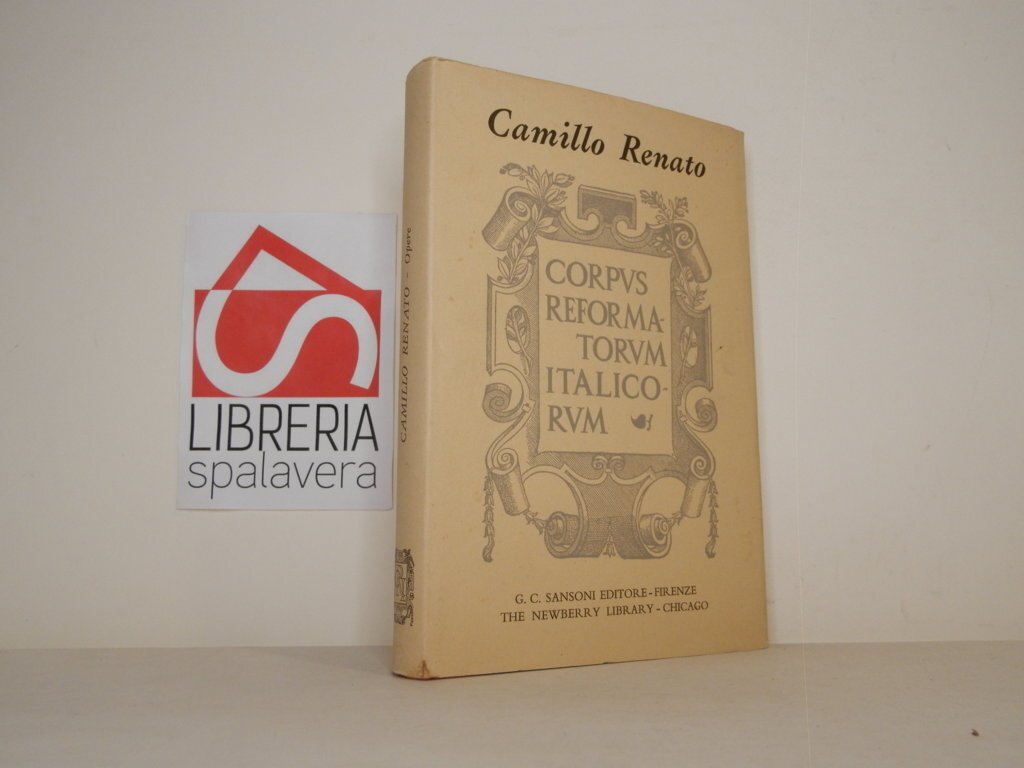 LIBRERIA
spalavera
CAMILLO RENATO - Opere
Camillo Renato
CORPVS
REFORMA-
TORVM
ITALICO-
RVM
G. C. SANSONI EDITORE - FIRENZE
THE NEWBERRY LIBRARY - CHICAGO